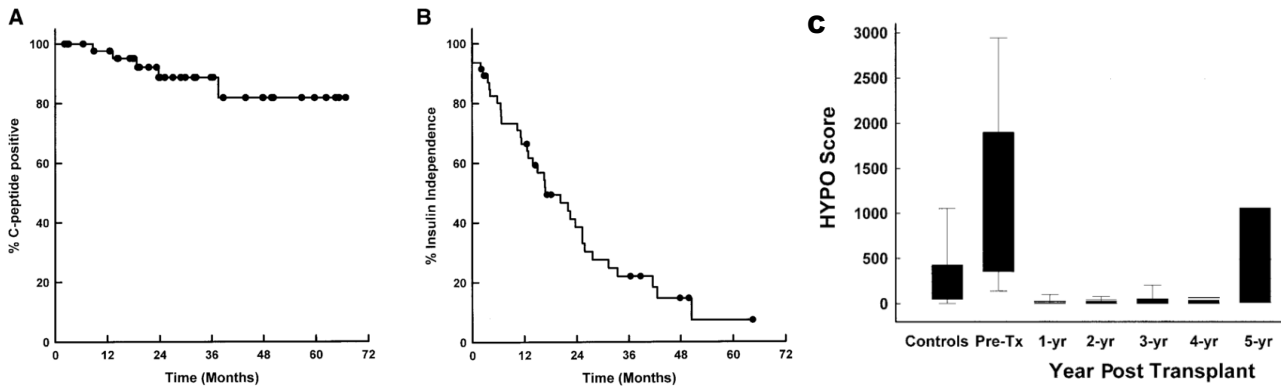 A
% C-peptide positive
100
80
60
40
20
0
0 12 24 36 48 60 72
Time (Months)
B
% Insulin Independence
100
80
60
40
20
0
0 12 24 36 48 60 72
Time (Months)
C
HYPO Score
3000
2500
2000
1500
1000
500
0
Controls Pre-Tx 1-yr 2-yr 3-yr 4-yr 5-yr
Year Post Transplant